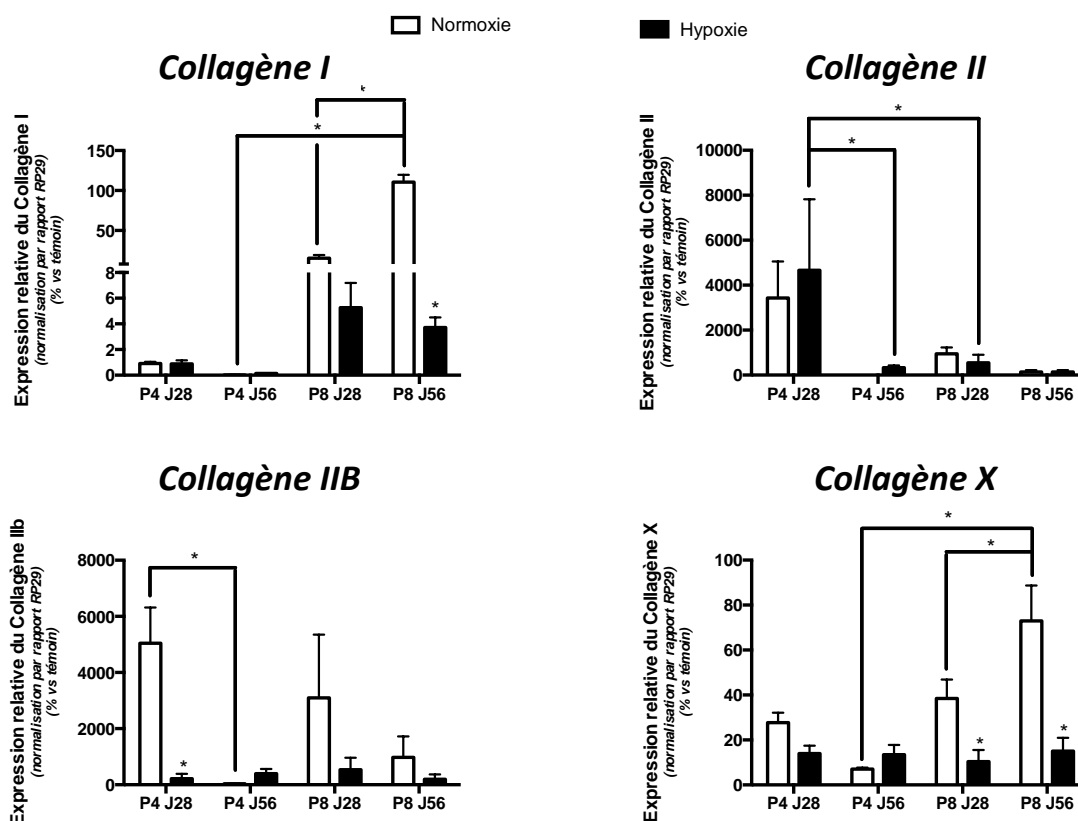 Normoxie
Hypoxie
Collagène I
*
*
Expression relative du Collagène I
(normalisation par rapport RP29)
(% vs témoin)
150
100
50
8
6
4
2
0
*
P4 J28
P4 J56
P8 J28
P8 J56
Collagène II
*
*
Expression relative du Collagène II
(normalisation par rapport RP29)
(% vs témoin)
10000
8000
6000
4000
2000
0
P4 J28
P4 J56
P8 J28
P8 J56
Collagène IIB
*
Expression relative du Collagène IIb
(normalisation par rapport RP29)
(% vs témoin)
8000
6000
4000
2000
0
*
P4 J28
P4 J56
P8 J28
P8 J56
Collagène X
*
*
Expression relative du Collagène X
(normalisation par rapport RP29)
(% vs témoin)
100
80
60
40
20
0
*
*
P4 J28
P4 J56
P8 J28
P8 J56